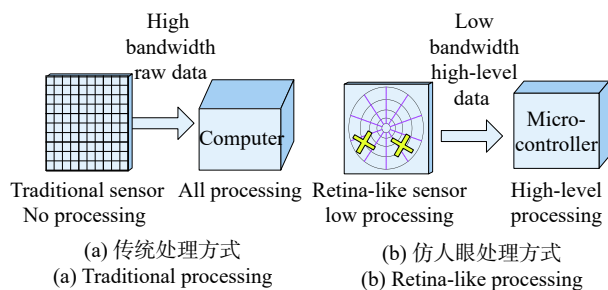 High
bandwidth
raw data
Computer
Traditional sensor
No processing
All processing
(a) 传统处理方式
(a) Traditional processing
Low
bandwidth
high-level
data
Micro-
controller
Retina-like sensor
low processing
High-level
processing
(b) 仿人眼处理方式
(b) Retina-like processing